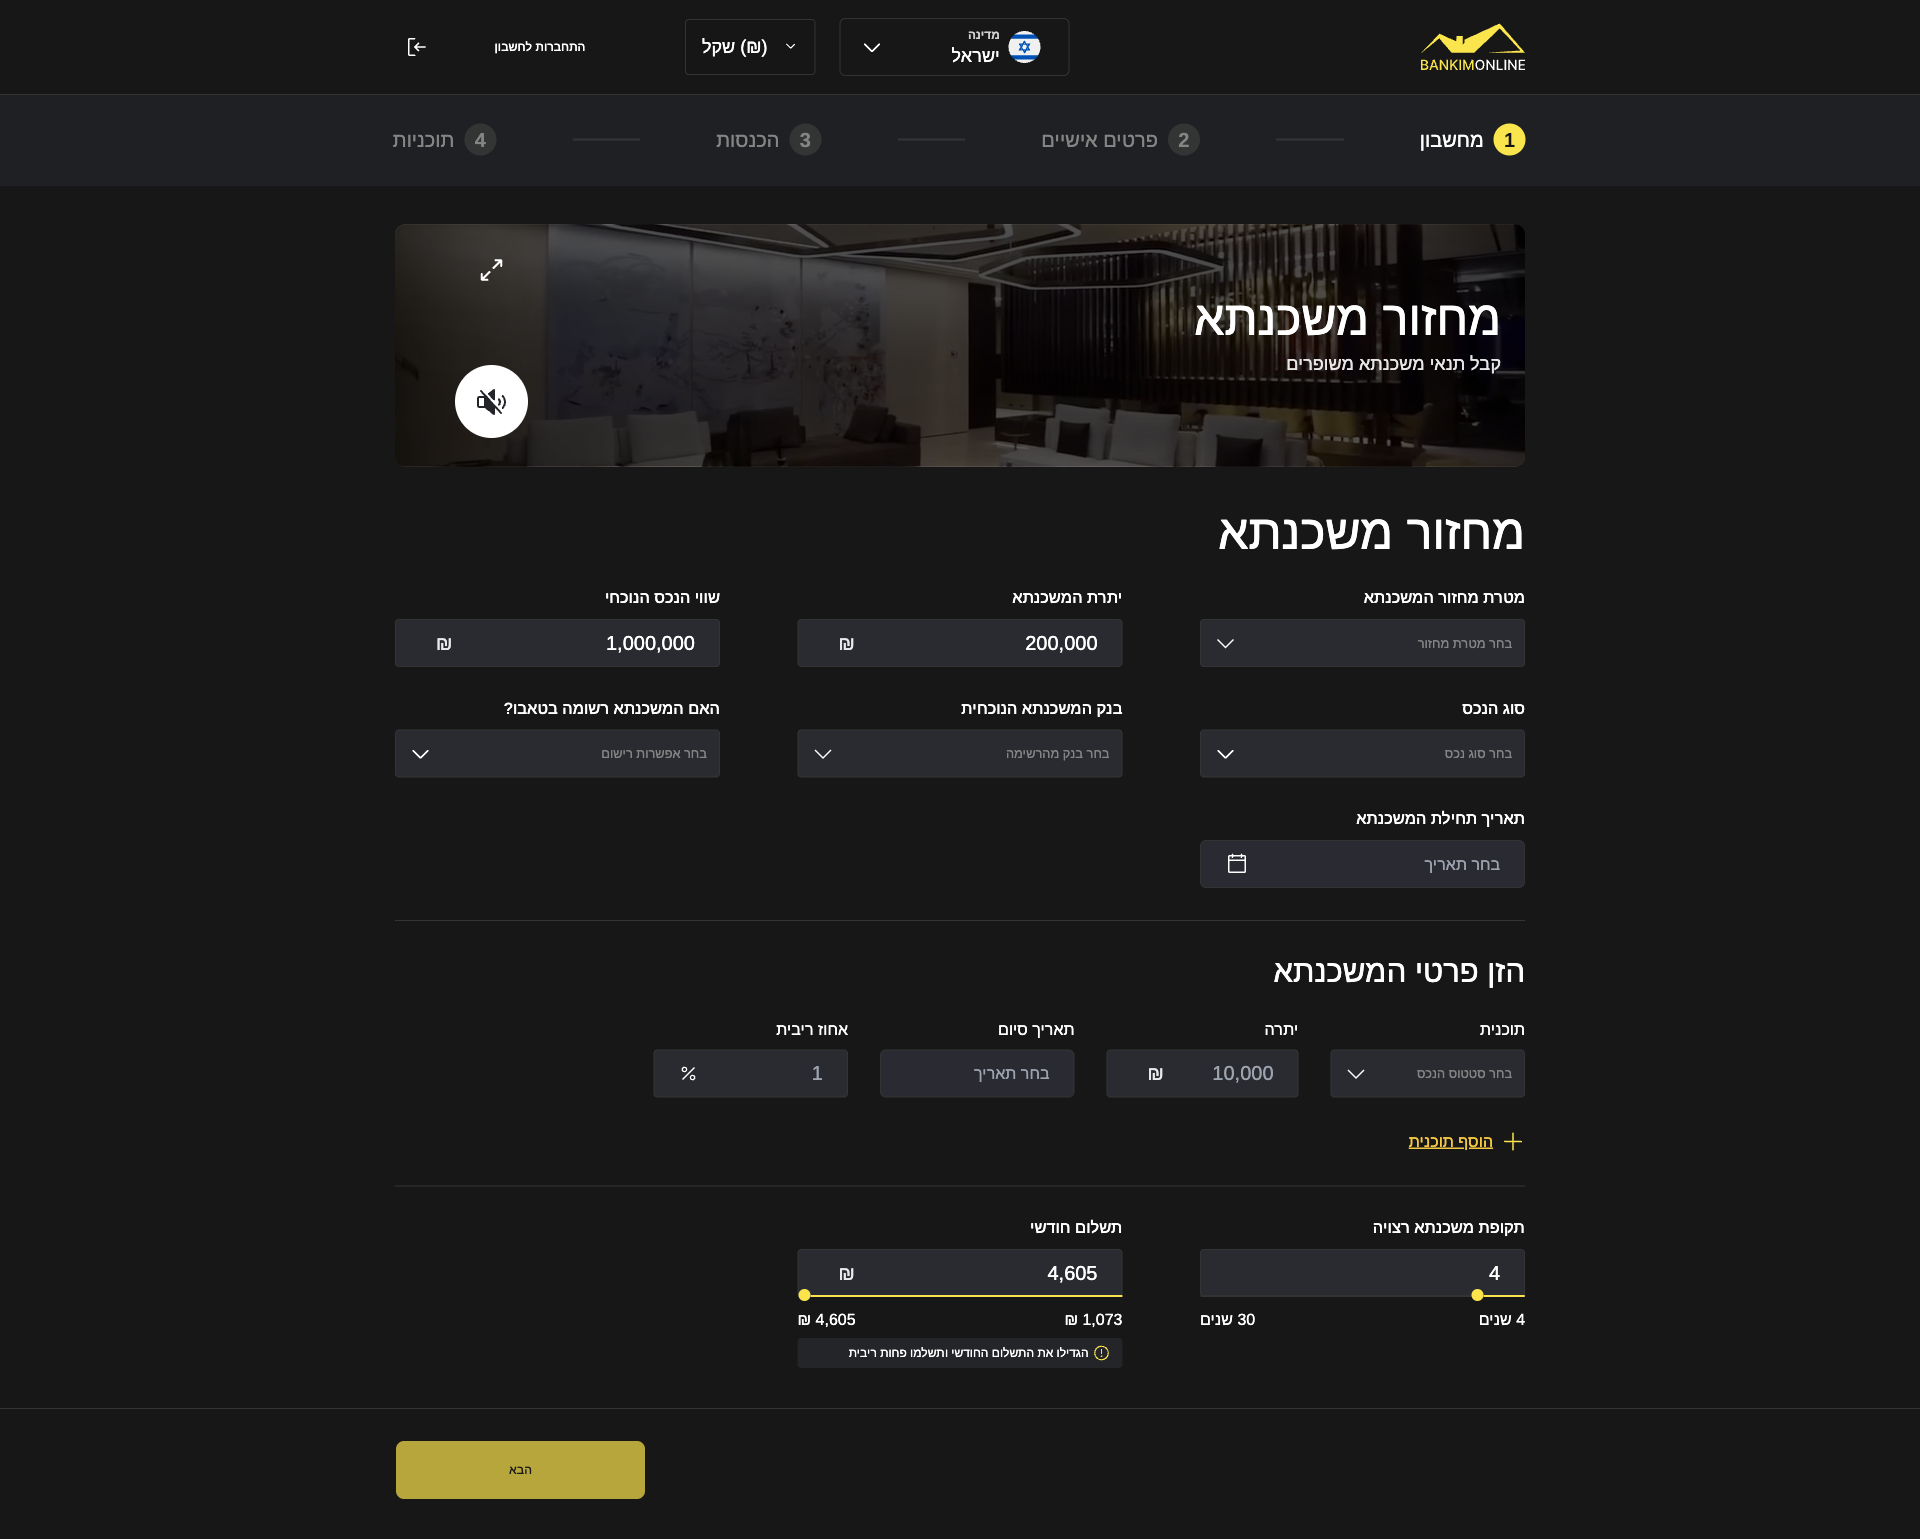 BANKIMONLINE
מדינה
ישראל
(₪) שקל
התחברות לחשבון
1 מחשבון
2 פרטים אישיים
3 הכנסות
4 תוכניות
מחזור משכנתא
קבל תנאי משכנתא משופרים
מחזור משכנתא
מטרת מחזור המשכנתא
יתרת המשכנתא
שווי הנכס הנוכחי
בחר מטרת מחזור
200,000 ₪
1,000,000 ₪
סוג הנכס
בנק המשכנתא הנוכחית
האם המשכנתא רשומה בטאבו?
בחר סוג נכס
בחר בנק מהרשימה
בחר אפשרות רישום
תאריך תחילת המשכנתא
בחר תאריך
הזן פרטי המשכנתא
תוכנית
יתרה
תאריך סיום
אחוז ריבית
בחר סטטוס הנכס
10,000 ₪
בחר תאריך
1 %
הוסף תוכנית
תקופת משכנתא רצויה
תשלום חודשי
4
4,605 ₪
4 שנים
30 שנים
1,073 ₪
4,605 ₪
הגדילו את התשלום החודשי ותשלמו פחות ריבית
הבא